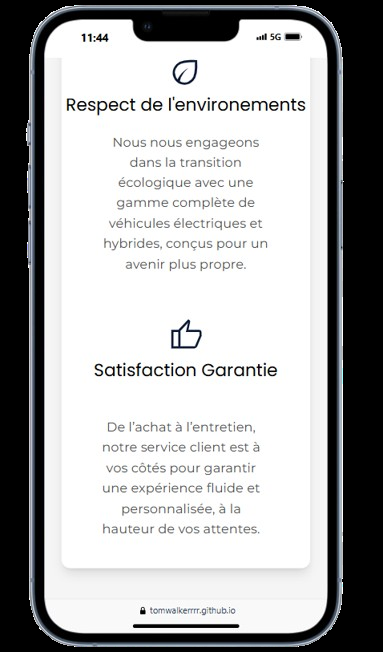 11:44
5G
Respect de l'environements
Nous nous engageons
dans la transition
écologique avec une
gamme complète de
véhicules électriques et
hybrides, conçus pour un
avenir plus propre.
Satisfaction Garantie
De l'achat à l'entretien,
notre service client est à
vos côtés pour garantir
une expérience fluide et
personnalisée, à la
hauteur de vos attentes.
tomwalkerrrr.github.io